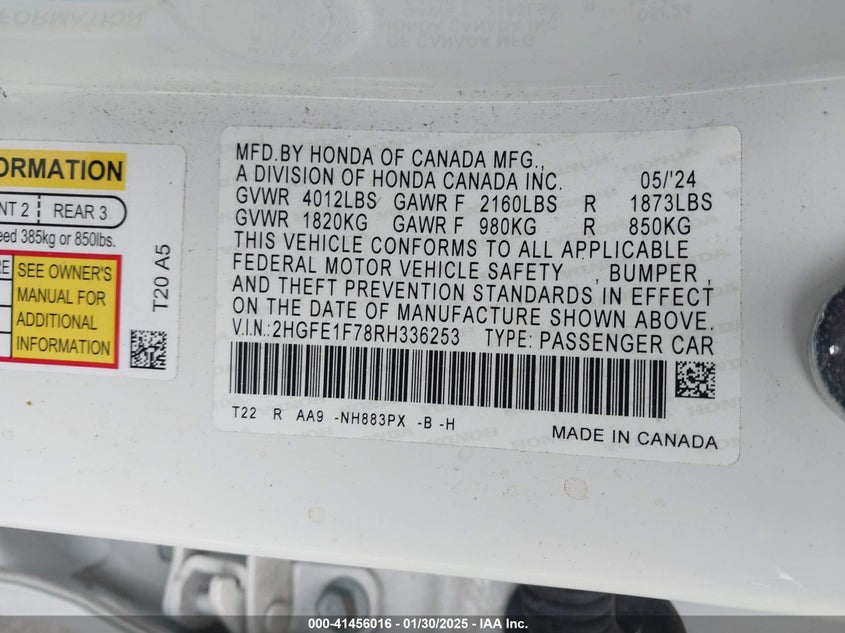 MFD.BY HONDA OF CANADA MFG.,
A DIVISION OF HONDA CANADA INC. 05/'24
GVWR 4012LBS GAWR F 2160LBS R 1873LBS
GVWR 1820KG GAWR F 980KG R 850KG
THIS VEHICLE CONFORMS TO ALL APPLICABLE
FEDERAL MOTOR VEHICLE SAFETY , BUMPER ,
AND THEFT PREVENTION STANDARDS IN EFFECT
ON THE DATE OF MANUFACTURE SHOWN ABOVE.
V.I.N.: 2HGFE1F78RH336253 TYPE: PASSENGER CAR
T22 R AA9 -NH883PX -B -H
MADE IN CANADA
ORMATION
NT 2 REAR 3
eed 385kg or 850lbs.
RE
SEE OWNER'S
MANUAL FOR
ADDITIONAL
INFORMATION
T20 A5
000-41456016 - 01/30/2025 - IAA Inc.